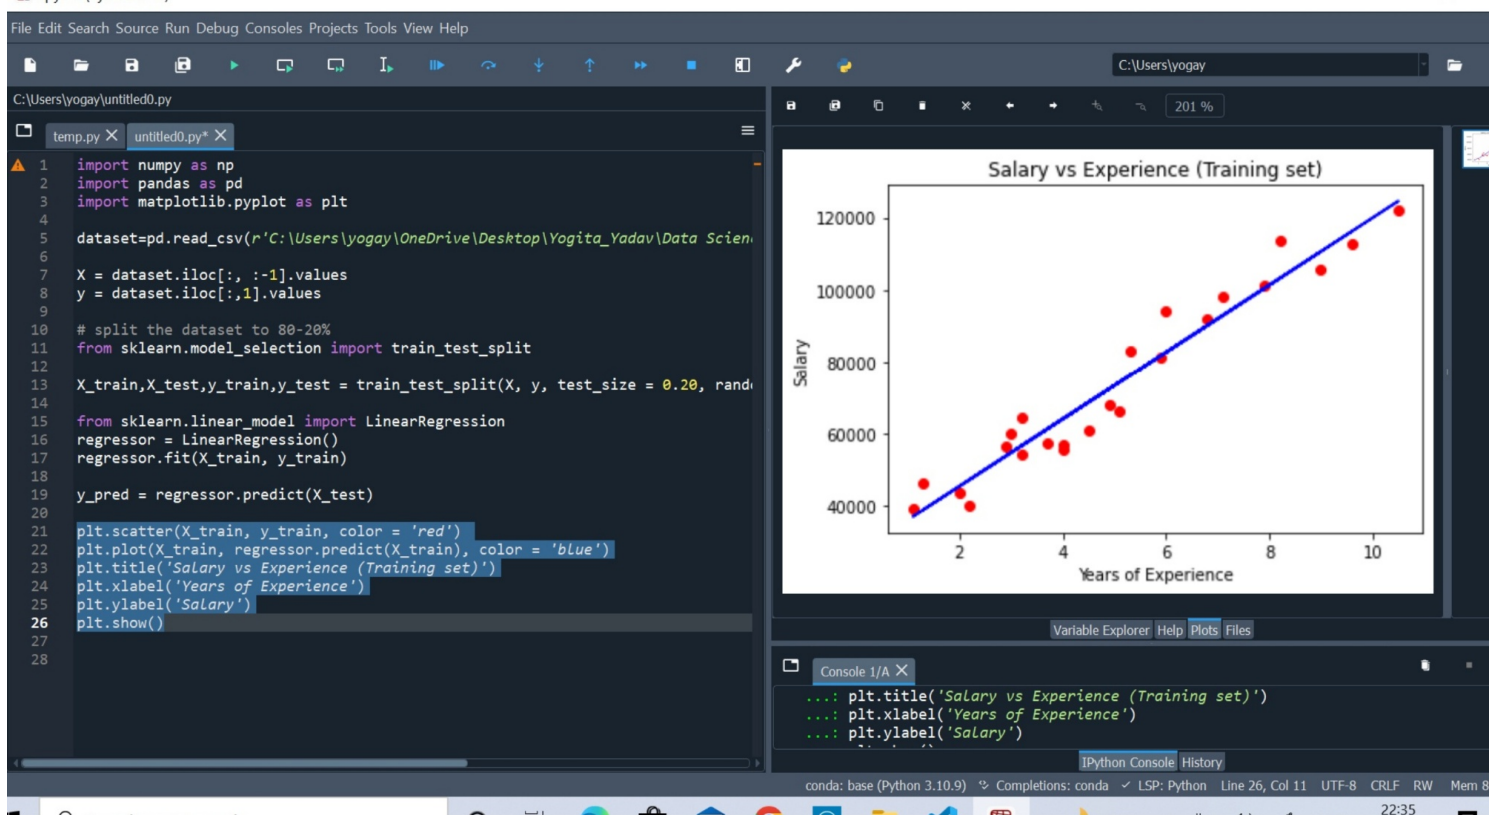 File Edit Search Source Run Debug Consoles Projects Tools View Help
C:\Users\yogay
C:\Users\yogay\untitled0.py
temp.py
untitled0.py*
201 %
1 import numpy as np
2 import pandas as pd
3 import matplotlib.pyplot as plt
4
5 dataset=pd.read_csv(r'C:\Users\yogay\OneDrive\Desktop\Yogita_Yadav\Data Scien
6
7 X = dataset.iloc[:, :-1].values
8 y = dataset.iloc[:,1].values
9
10 # split the dataset to 80-20%
11 from sklearn.model_selection import train_test_split
12
13 X_train,X_test,y_train,y_test = train_test_split(X, y, test_size = 0.20, rand
14
15 from sklearn.linear_model import LinearRegression
16 regressor = LinearRegression()
17 regressor.fit(X_train, y_train)
18
19 y_pred = regressor.predict(X_test)
20
21 plt.scatter(X_train, y_train, color = 'red')
22 plt.plot(X_train, regressor.predict(X_train), color = 'blue')
23 plt.title('Salary vs Experience (Training set)')
24 plt.xlabel('Years of Experience')
25 plt.ylabel('Salary')
26 plt.show()
27
28
Salary vs Experience (Training set)
120000
100000
80000
60000
40000
Salary
2 4 6 8 10
Years of Experience
Variable Explorer Help Plots Files
Console 1/A
...: plt.title('Salary vs Experience (Training set)')
...: plt.xlabel('Years of Experience')
...: plt.ylabel('Salary')
IPython Console History
conda: base (Python 3.10.9) Completions: conda LSP: Python Line 26, Col 11 UTF-8 CRLF RW Mem 8
22:35